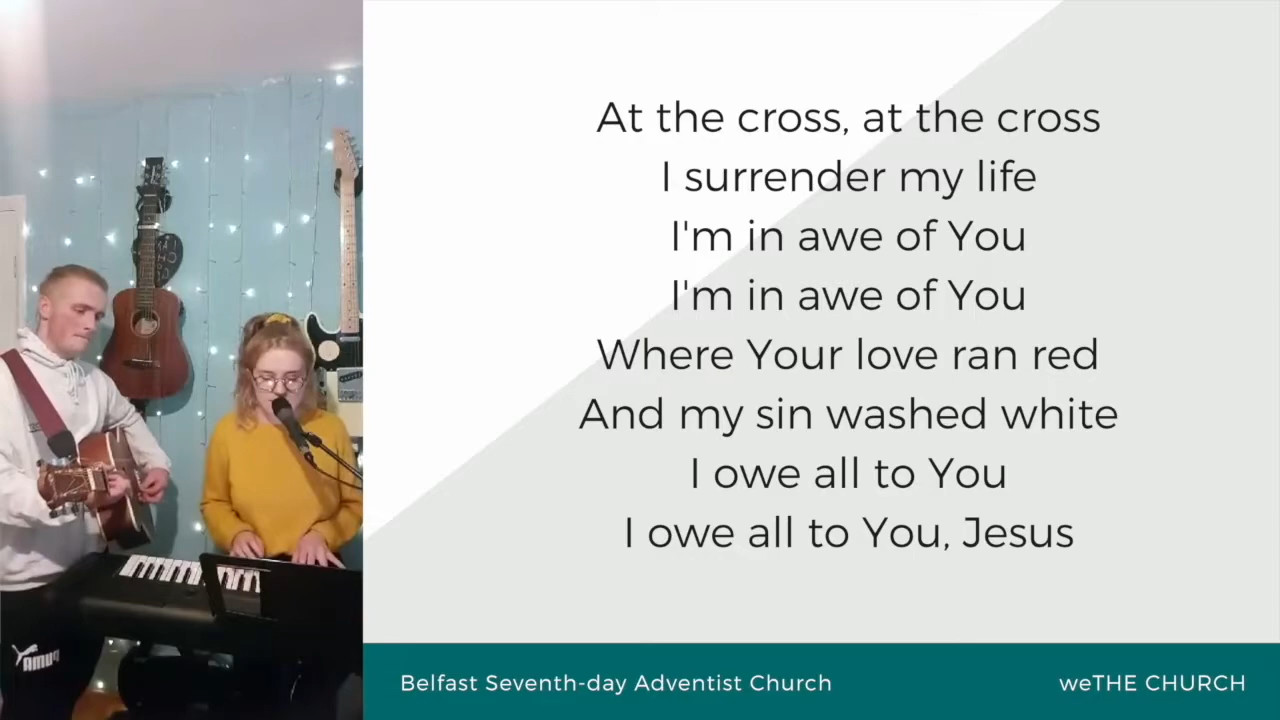 At the cross, at the cross
I surrender my life
I'm in awe of You
I'm in awe of You
Where Your love ran red
And my sin washed white
I owe all to You
I owe all to You, Jesus
Belfast Seventh-day Adventist Church
weTHE CHURCH